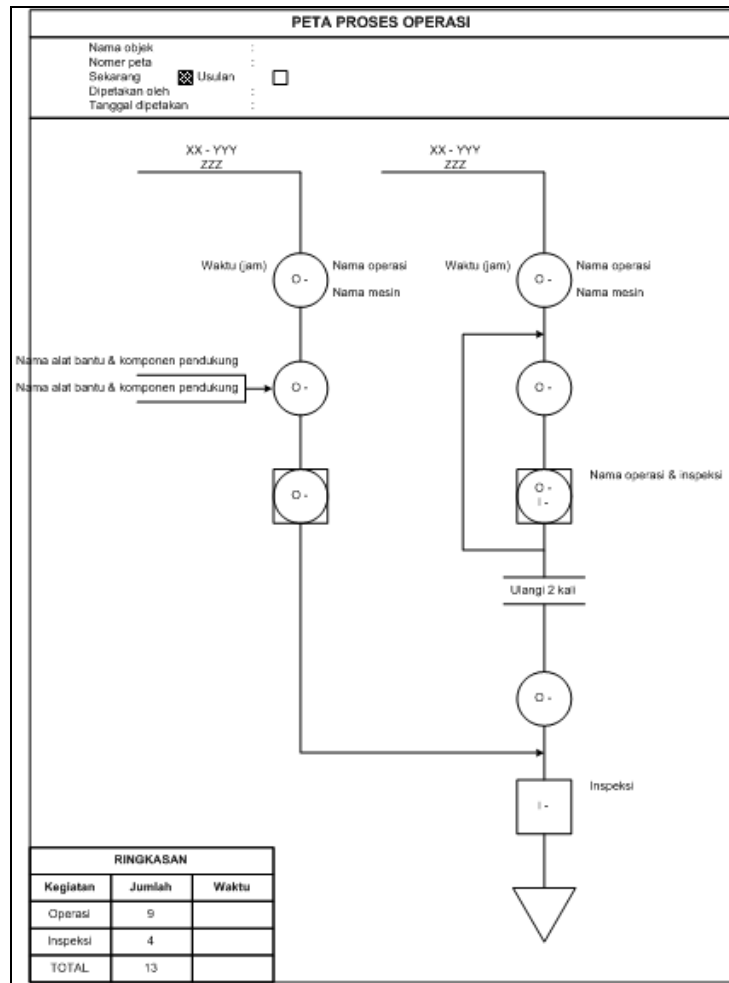 PETA PROSES OPERASI
Nama objek :
Nomer peta :
Sekarang Usulan
Dipetakan oleh :
Tanggal dipetakan :
XX - YYY
ZZZ
XX - YYY
ZZZ
Waktu (jam) O - Nama operasi
Nama mesin
Waktu (jam) O - Nama operasi
Nama mesin
Nama alat bantu & komponen pendukung
Nama alat bantu & komponen pendukung
O -
O -
O -
O -
I -
Nama operasi & inspeksi
Ulangi 2 kali
O -
I -
Inspeksi
RINGKASAN
Kegiatan Jumlah Waktu
Operasi 9
Inspeksi 4
TOTAL 13